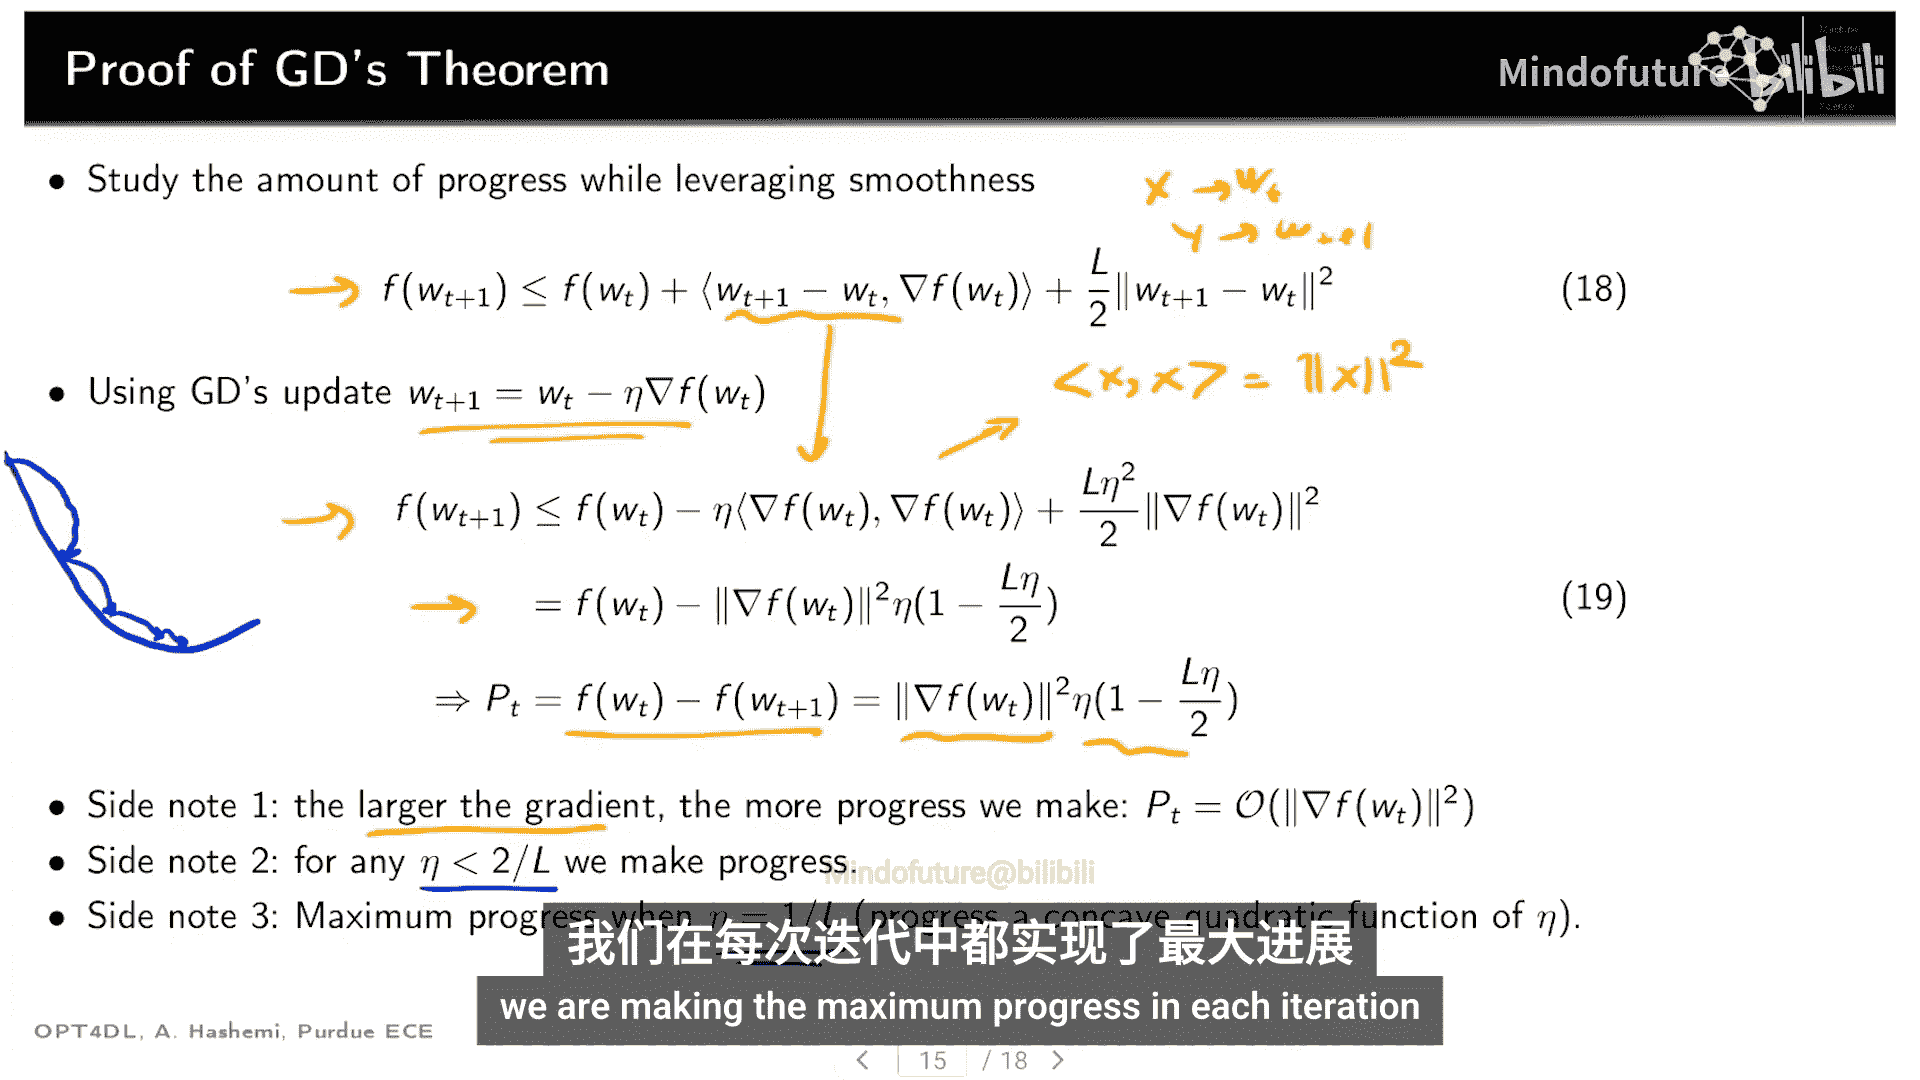 Proof of GD's Theorem
Mindofuture
bilibili
• Study the amount of progress while leveraging smoothness
x → w_t
y → w_{t+1}
f(w_{t+1}) ≤ f(w_t) + ⟨w_{t+1} − w_t, ∇f(w_t)⟩ + L/2 ‖w_{t+1} − w_t‖² (18)
<x, x> = ‖x‖²
• Using GD's update w_{t+1} = w_t − η∇f(w_t)
f(w_{t+1}) ≤ f(w_t) − η⟨∇f(w_t), ∇f(w_t)⟩ + Lη²/2 ‖∇f(w_t)‖²
= f(w_t) − ‖∇f(w_t)‖²η(1 − Lη/2) (19)
⇒ P_t = f(w_t) − f(w_{t+1}) = ‖∇f(w_t)‖²η(1 − Lη/2)
• Side note 1: the larger the gradient, the more progress we make: P_t = O(‖∇f(w_t)‖²)
• Side note 2: for any η < 2/L we make progress.
Mindofuture@bilibili
• Side note 3: Maximum progress when η = 1/L (progress a concave quadratic function of η).
我们在每次迭代中都实现了最大进展
we are making the maximum progress in each iteration
OPT4DL, A. Hashemi, Purdue ECE
15 / 18